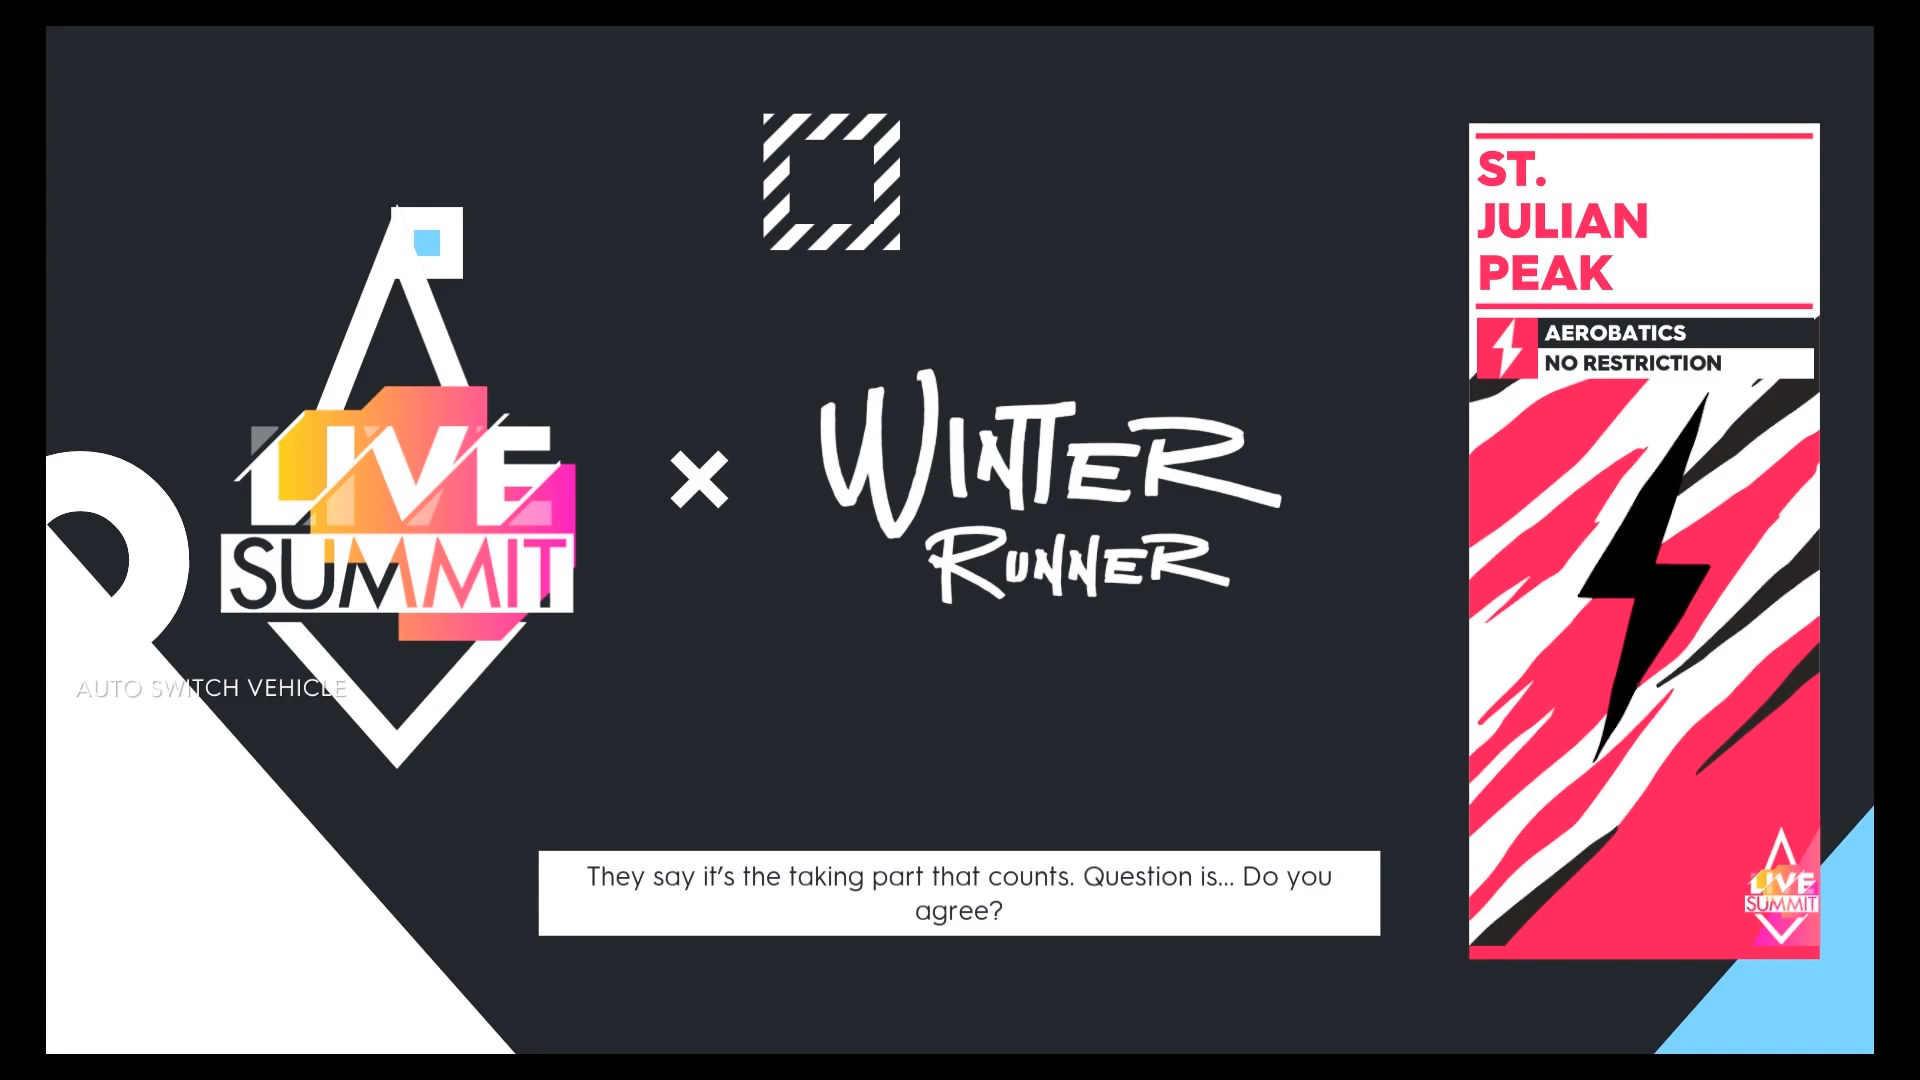 LIVE
SUMMIT
AUTO SWITCH VEHICLE
×
WINTER
RUNNER
ST.
JULIAN
PEAK
AEROBATICS
NO RESTRICTION
LIVE
SUMMIT
They say it's the taking part that counts. Question is... Do you
agree?